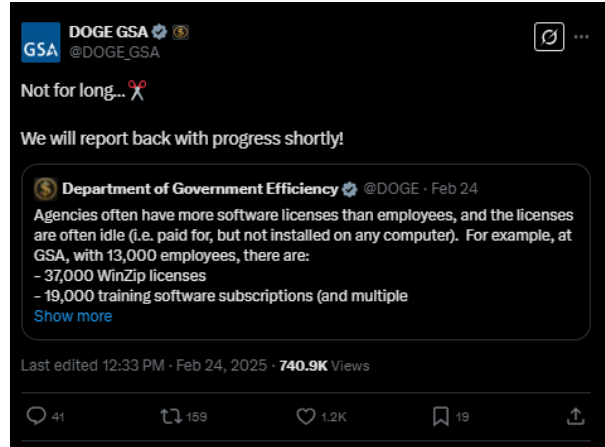 GSA
DOGE GSA
@DOGE_GSA
Not for long...
We will report back with progress shortly!
Department of Government Efficiency @DOGE · Feb 24
Agencies often have more software licenses than employees, and the licenses
are often idle (i.e. paid for, but not installed on any computer). For example, at
GSA, with 13,000 employees, there are:
- 37,000 WinZip licenses
- 19,000 training software subscriptions (and multiple
Show more
Last edited 12:33 PM · Feb 24, 2025 · 740.9K Views
41 159 1.2K 19